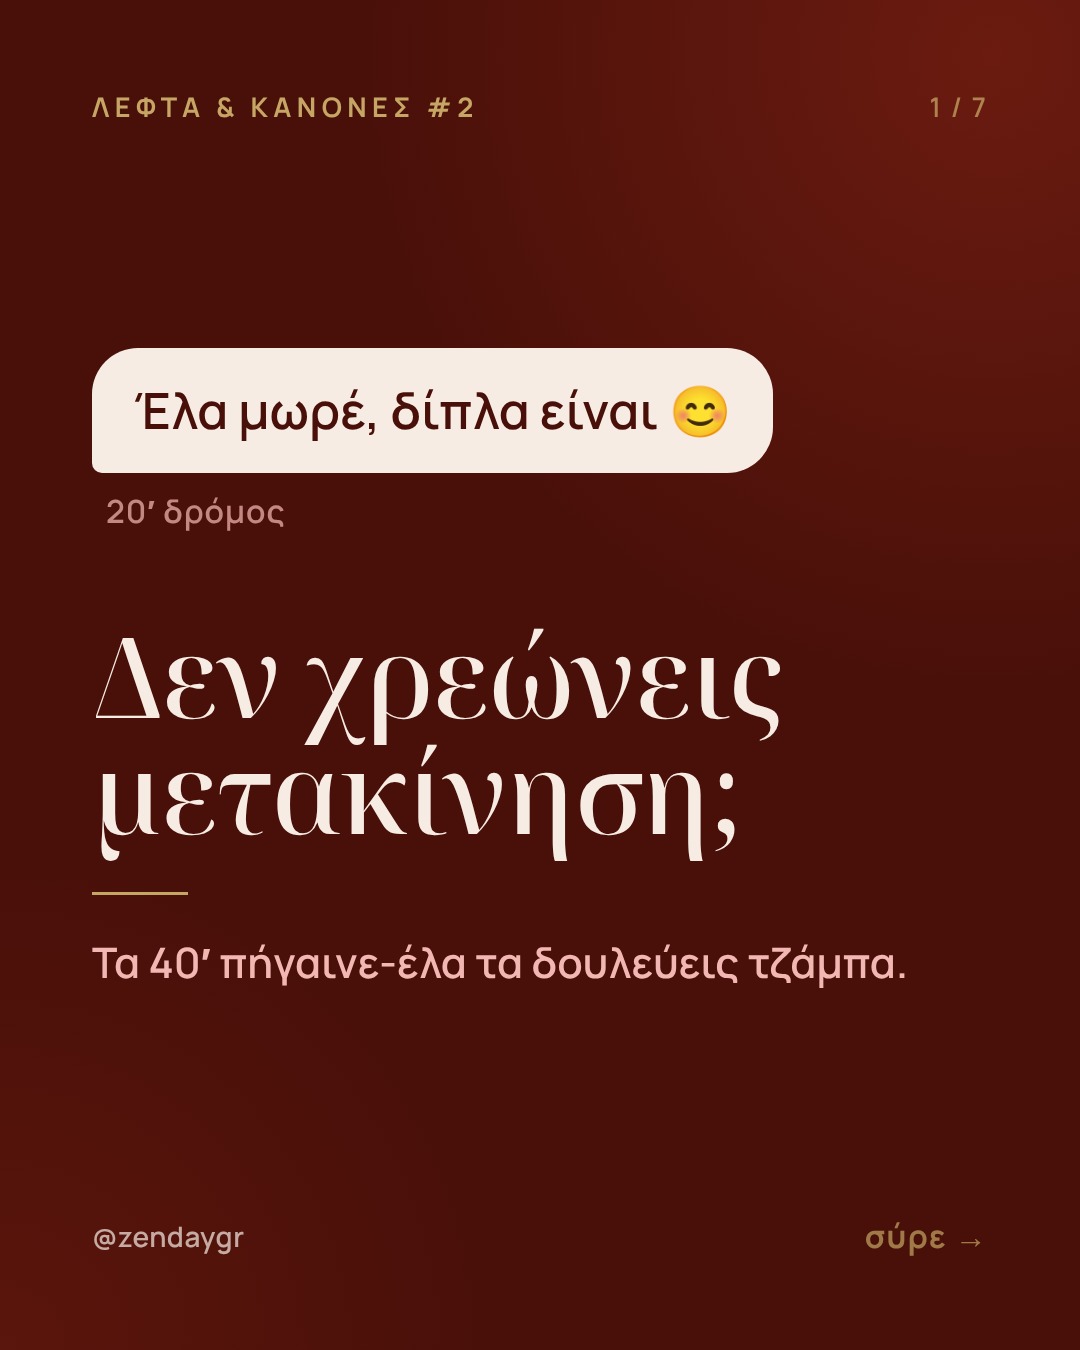 ΛΕΦΤΑ & ΚΑΝΟΝΕΣ #2
1 / 7
Έλα μωρέ, δίπλα είναι 😊
20′ δρόμος
Δεν χρεώνεις
μετακίνηση;
Τα 40′ πήγαινε-έλα τα δουλεύεις τζάμπα.
@zendaygr
σύρε →